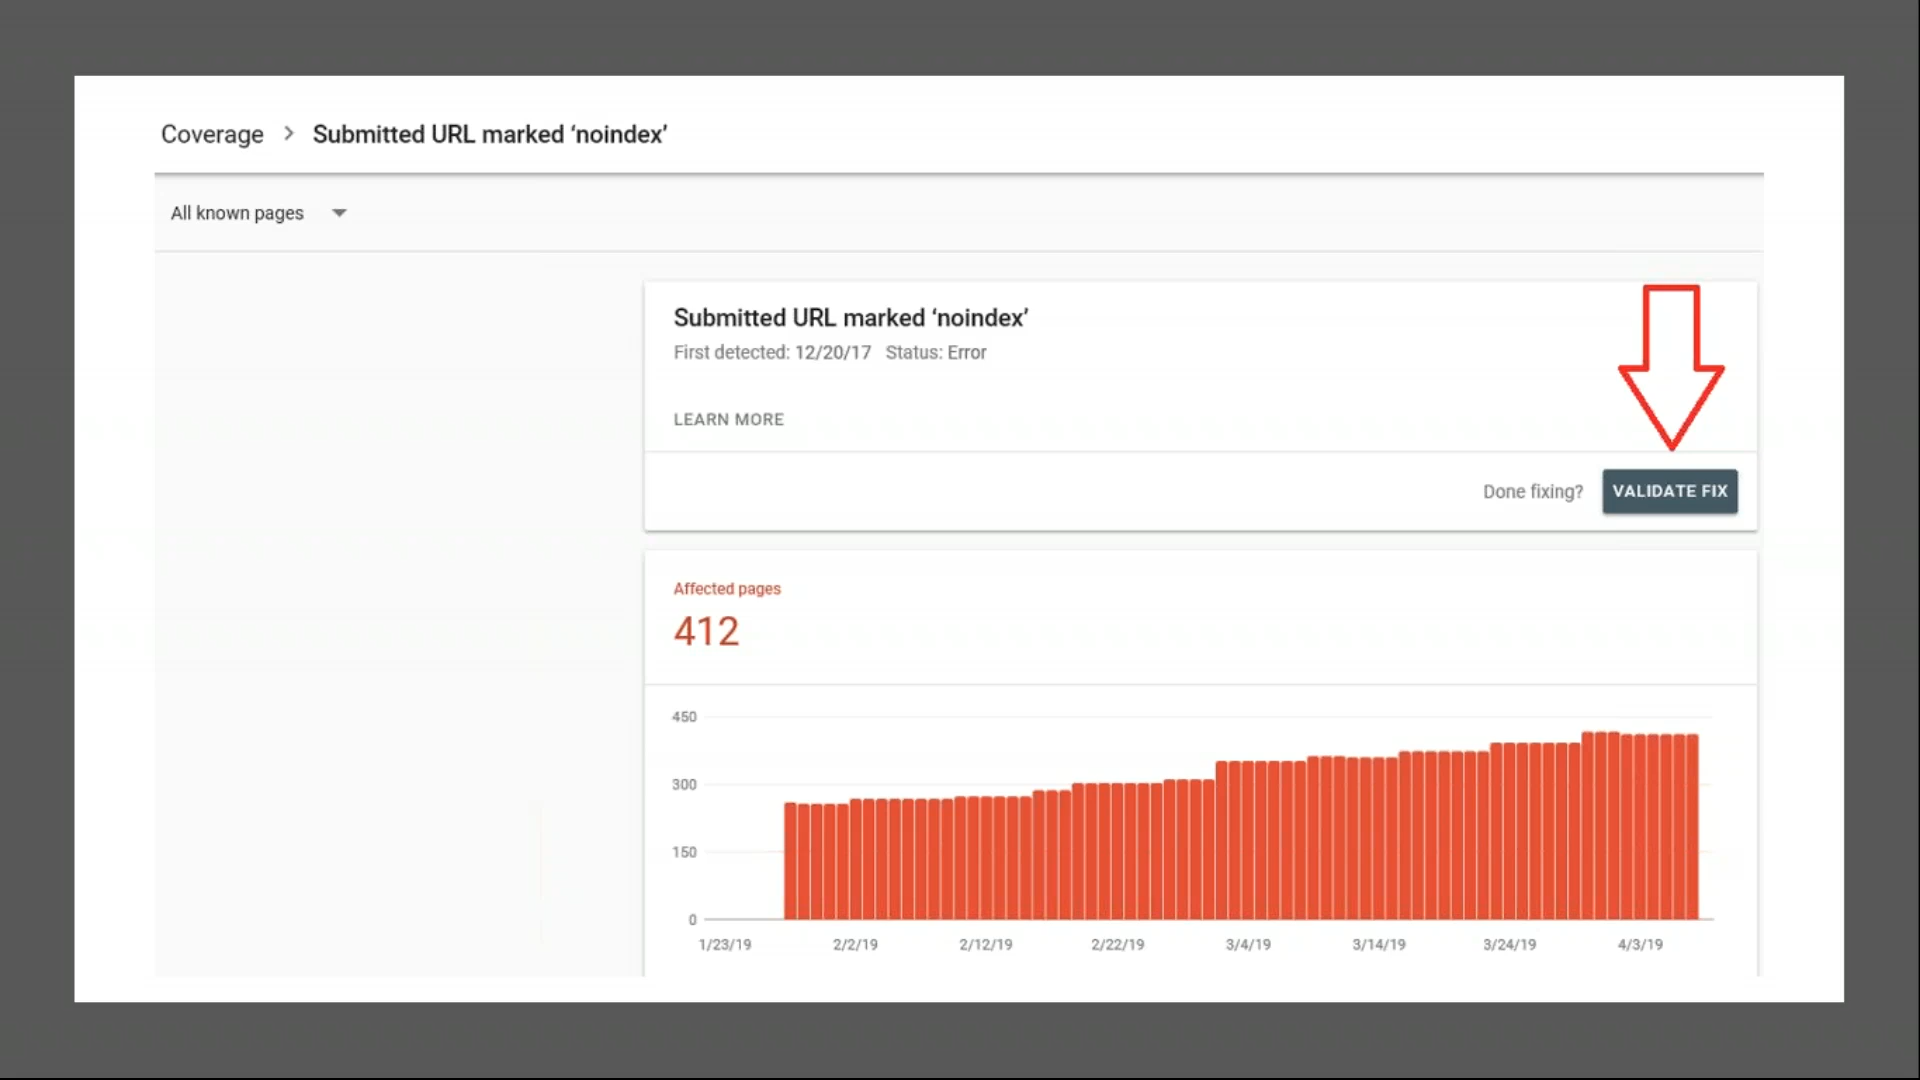 Coverage > Submitted URL marked ‘noindex’
All known pages
Submitted URL marked ‘noindex’
First detected: 12/20/17 Status: Error
LEARN MORE
Done fixing? VALIDATE FIX
Affected pages
412
450
300
150
0
1/23/19 2/2/19 2/12/19 2/22/19 3/4/19 3/14/19 3/24/19 4/3/19